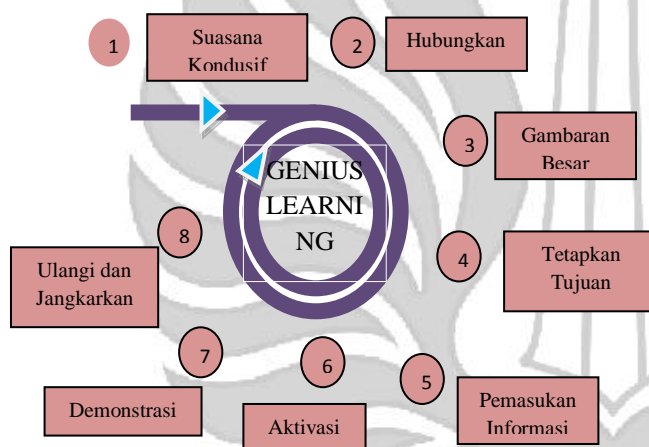 1
Suasana
Kondusif
2
Hubungkan
3
Gambaran
Besar
GENIUS
LEARNI
NG
4
Tetapkan
Tujuan
5
Pemasukan
Informasi
6
Aktivasi
7
Demonstrasi
8
Ulangi dan
Jangkarkan